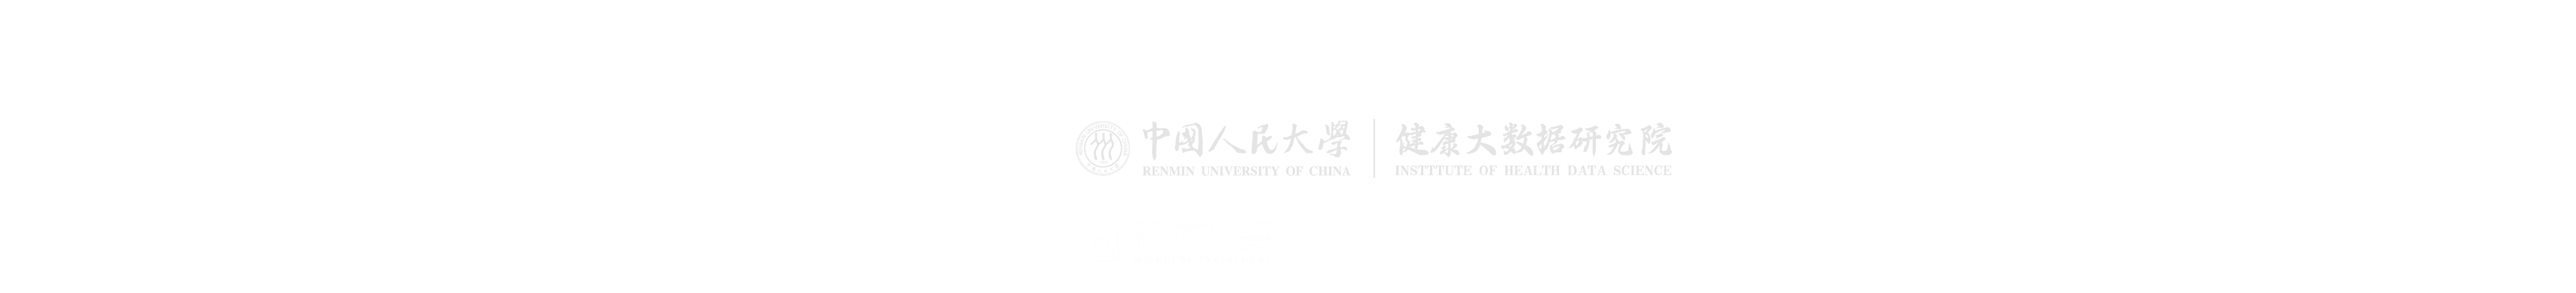 中國人民大學
RENMIN UNIVERSITY OF CHINA
健康大数据研究院
INSTTTUTE OF HEALTH DATA SCIENCE